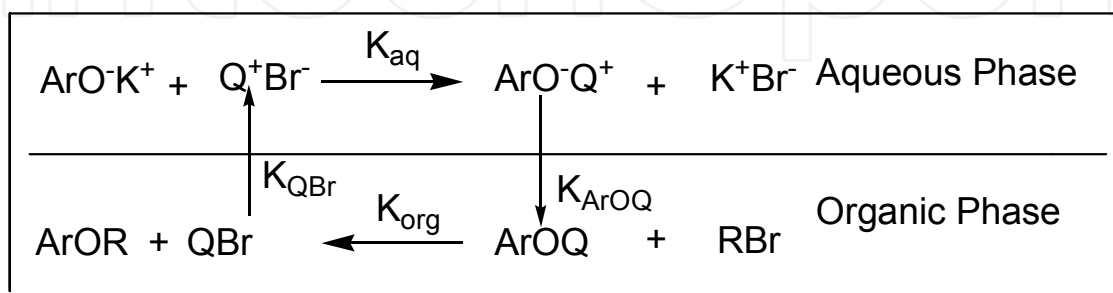 K_aq
ArO⁻K⁺ + Q⁺Br⁻ ArO⁻Q⁺ + K⁺Br⁻ Aqueous Phase
K_QBr K_ArOQ
K_org Organic Phase
ArOR + QBr ArOQ + RBr